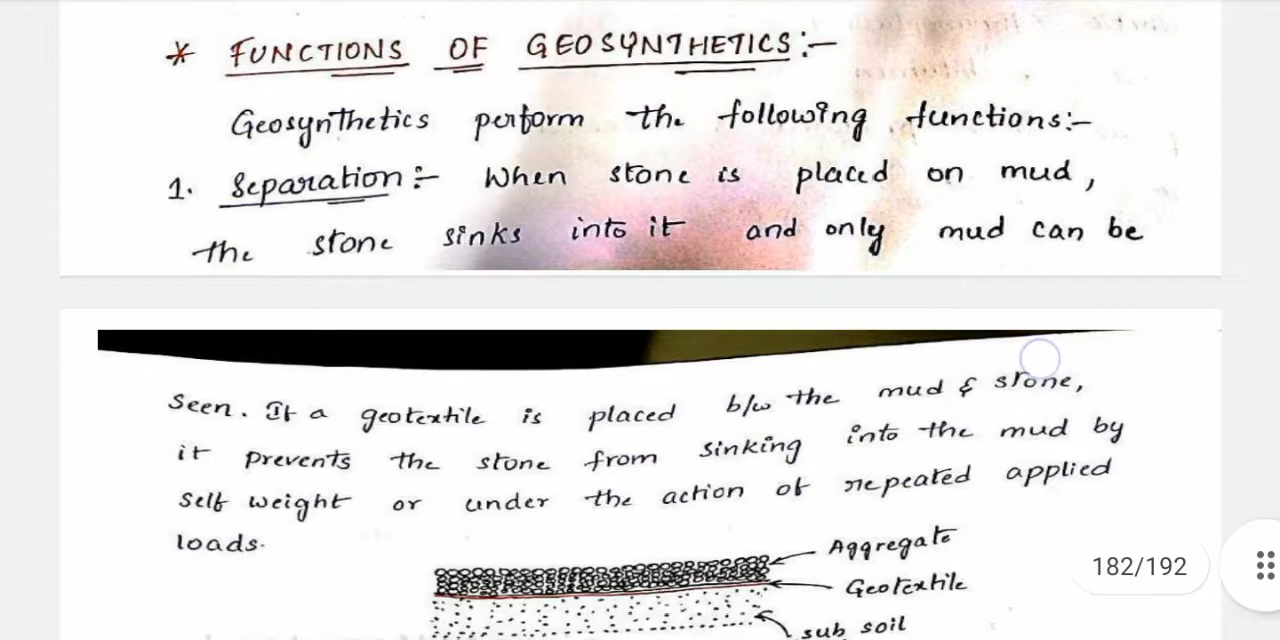 * FUNCTIONS OF GEOSYNTHETICS:-
Geosynthetics perform the following functions:-
1. Separation:- When stone is placed on mud,
the stone sinks into it and only mud can be
seen. If a geotextile is placed b/w the mud & stone,
it prevents the stone from sinking into the mud by
self weight or under the action of repeated applied
loads.
Aggregate
Geotextile
sub soil
182/192